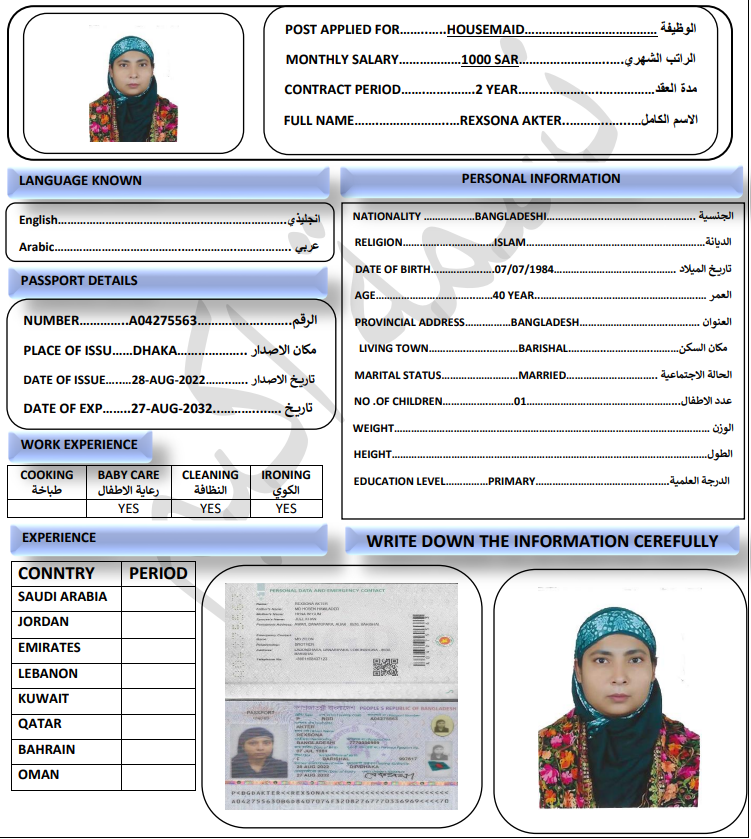 POST APPLIED FOR............HOUSEMAID....................................... الوظيفة
MONTHLY SALARY...............1000 SAR............................ الراتب الشهري
CONTRACT PERIOD...................2 YEAR................................... مدة العقد
FULL NAME..........................REXSONA AKTER....................الاسم الكامل
LANGUAGE KNOWN
English..........................................................انجليذي
Arabic............................................................ عربي
PASSPORT DETAILS
NUMBER.............A04275563.......................الرقم
PLACE OF ISSU......DHAKA.................. مكان الاصدار
DATE OF ISSUE.....28-AUG-2022........... تاريخ الاصدار
DATE OF EXP.....27-AUG-2032................. تاريخ
WORK EXPERIENCE
COOKING BABY CARE CLEANING IRONING
طباخة رعاية الاطفال النظافة الكوي
YES YES YES
PERSONAL INFORMATION
NATIONALITY ..............BANGLADESHI.......................................... الجنسية
RELIGION.........................ISLAM.................................................الديانة
DATE OF BIRTH.................07/07/1984.................................. تاريخ الميلاد
AGE...................................40 YEAR............................................... العمر
PROVINCIAL ADDRESS............BANGLADESH................................. العنوان
LIVING TOWN........................BARISHAL...................................مكان السكن
MARITAL STATUS.....................MARRIED........................... الحالة الاجتماعية
NO .OF CHILDREN.....................01.........................................عدد الاطفال
WEIGHT.................................................................................... الوزن
HEIGHT.....................................................................................الطول
EDUCATION LEVEL.............PRIMARY..................................الدرجة العلمية
EXPERIENCE
CONNTRY PERIOD
SAUDI ARABIA
JORDAN
EMIRATES
LEBANON
KUWAIT
QATAR
BAHRAIN
OMAN
WRITE DOWN THE INFORMATION CEREFULLY
PERSONAL DATA AND EMERGENCY CONTACT
REXSONA AKTER
PASSPORT
PEOPLE'S REPUBLIC OF BANGLADESH
BGD
A04275563
AKTER
REXSONA
BANGLADESHI
07 JUL 1984
BARISHAL
28 AUG 2022
27 AUG 2032